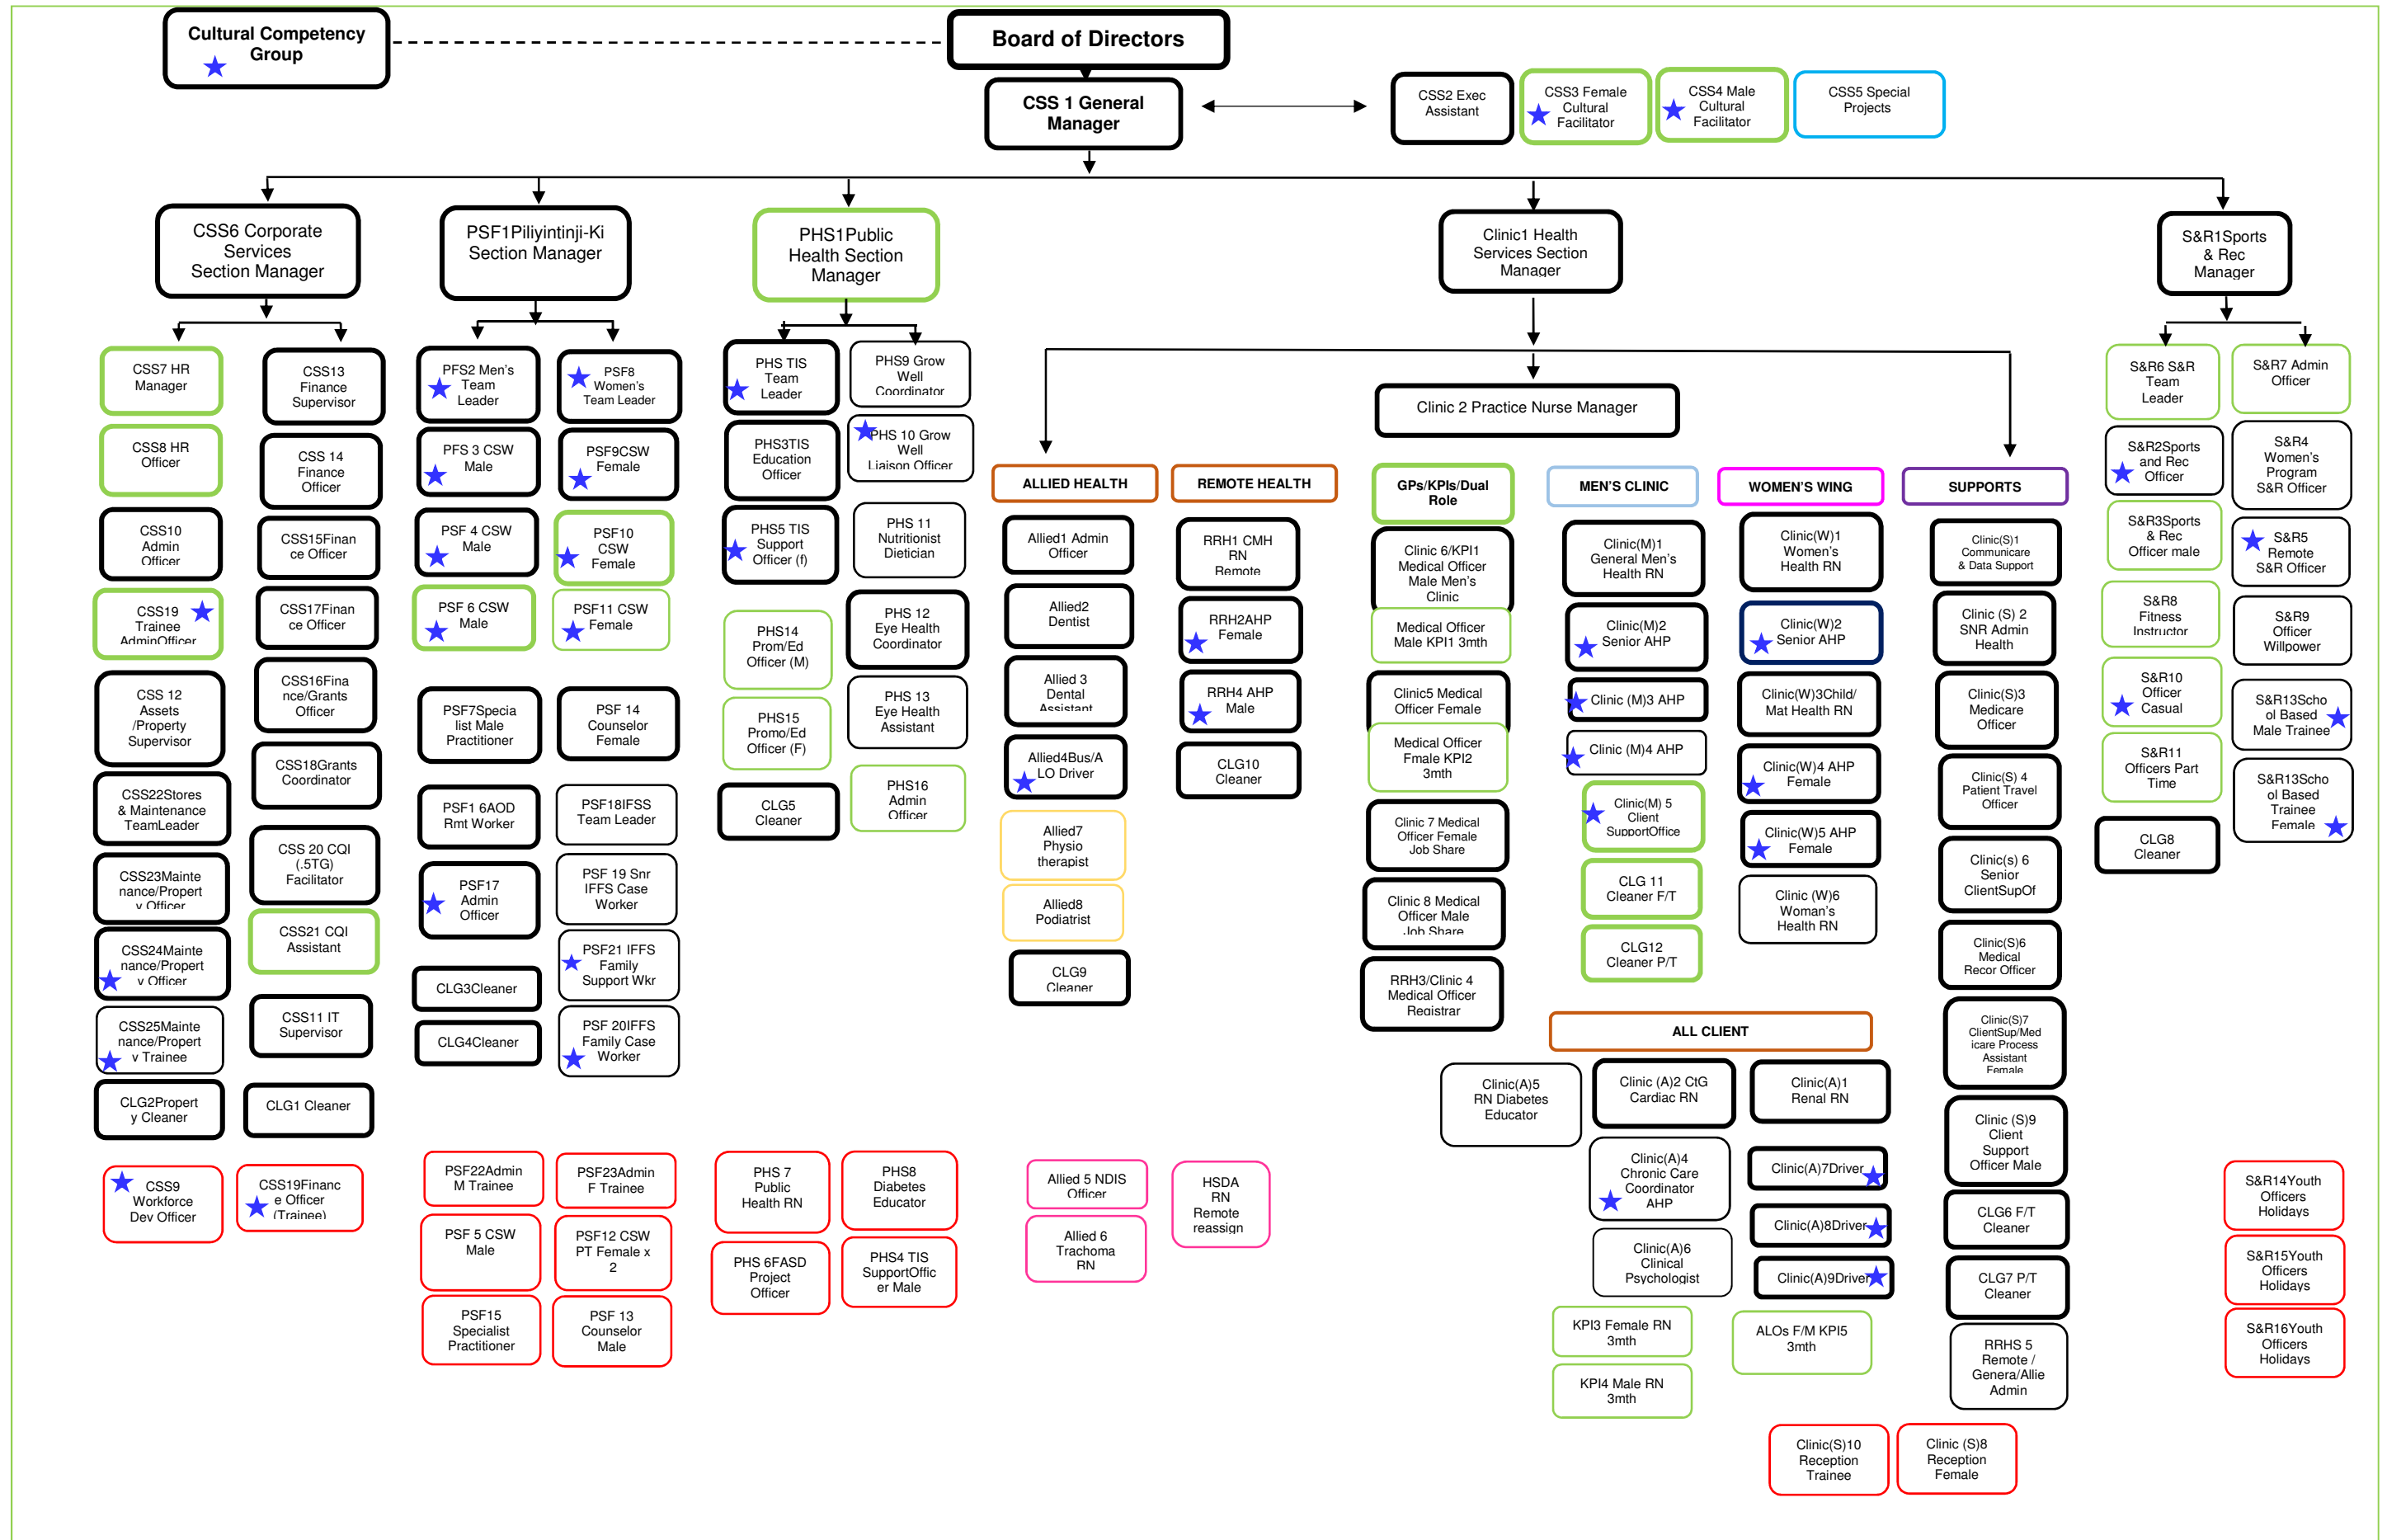 Cultural Competency
Group
Board of Directors
CSS 1 General
Manager
CSS2 Exec
Assistant
CSS3 Female
Cultural
Facilitator
CSS4 Male
Cultural
Facilitator
CSS5 Special
Projects
CSS6 Corporate
Services
Section Manager
PSF1Piliyintinji-Ki
Section Manager
PHS1Public
Health Section
Manager
Clinic1 Health
Services Section
Manager
S&R1Sports
& Rec
Manager
CSS7 HR
Manager
CSS8 HR
Officer
CSS10
Admin
Officer
CSS19
Trainee
AdminOfficer
CSS 12
Assets
/Property
Supervisor
CSS22Stores
& Maintenance
TeamLeader
CSS23Mainte
nance/Propert
y Officer
CSS24Mainte
nance/Propert
y Officer
CSS25Mainte
nance/Propert
y Trainee
CLG2Propert
y Cleaner
CSS9
Workforce
Dev Officer
CSS13
Finance
Supervisor
CSS 14
Finance
Officer
CSS15Finan
ce Officer
CSS17Finan
ce Officer
CSS16Fina
nce/Grants
Officer
CSS18Grants
Coordinator
CSS 20 CQI
(.5TG)
Facilitator
CSS21 CQI
Assistant
CSS11 IT
Supervisor
CLG1 Cleaner
CSS19Financ
e Officer
(Trainee)
PFS2 Men's
Team
Leader
PFS 3 CSW
Male
PSF 4 CSW
Male
PSF 6 CSW
Male
PSF7Specia
list Male
Practitioner
PSF1 6AOD
Rmt Worker
PSF17
Admin
Officer
CLG3Cleaner
CLG4Cleaner
PSF22Admin
M Trainee
PSF 5 CSW
Male
PSF15
Specialist
Practitioner
PSF8
Women's
Team Leader
PSF9CSW
Female
PSF10
CSW
Female
PSF11 CSW
Female
PSF 14
Counselor
Female
PSF18IFSS
Team Leader
PSF 19 Snr
IFFS Case
Worker
PSF21 IFFS
Family
Support Wkr
PSF 20IFFS
Family Case
Worker
PSF23Admin
F Trainee
PSF12 CSW
PT Female x
2
PSF 13
Counselor
Male
PHS TIS
Team
Leader
PHS3TIS
Education
Officer
PHS5 TIS
Support
Officer (f)
PHS14
Prom/Ed
Officer (M)
PHS15
Promo/Ed
Officer (F)
CLG5
Cleaner
PHS 7
Public
Health RN
PHS 6FASD
Project
Officer
PHS9 Grow
Well
Coordinator
PHS 10 Grow
Well
Liaison Officer
PHS 11
Nutritionist
Dietician
PHS 12
Eye Health
Coordinator
PHS 13
Eye Health
Assistant
PHS16
Admin
Officer
PHS8
Diabetes
Educator
PHS4 TIS
SupportOffic
er Male
Clinic 2 Practice Nurse Manager
ALLIED HEALTH
Allied1 Admin
Officer
Allied2
Dentist
Allied 3
Dental
Assistant
Allied4Bus/A
LO Driver
Allied7
Physio
therapist
Allied8
Podiatrist
CLG9
Cleaner
Allied 5 NDIS
Officer
Allied 6
Trachoma
RN
REMOTE HEALTH
RRH1 CMH
RN
Remote
RRH2AHP
Female
RRH4 AHP
Male
CLG10
Cleaner
HSDA
RN
Remote
reassign
GPs/KPIs/Dual
Role
Clinic 6/KPI1
Medical Officer
Male Men's
Clinic
Medical Officer
Male KPI1 3mth
Clinic5 Medical
Officer Female
Medical Officer
Fmale KPI2
3mth
Clinic 7 Medical
Officer Female
Job Share
Clinic 8 Medical
Officer Male
Job Share
RRH3/Clinic 4
Medical Officer
Registrar
MEN'S CLINIC
Clinic(M)1
General Men's
Health RN
Clinic(M)2
Senior AHP
Clinic (M)3 AHP
Clinic (M)4 AHP
Clinic(M) 5
Client
SupportOffice
CLG 11
Cleaner F/T
CLG12
Cleaner P/T
WOMEN'S WING
Clinic(W)1
Women's
Health RN
Clinic(W)2
Senior AHP
Clinic(W)3Child/
Mat Health RN
Clinic(W)4 AHP
Female
Clinic(W)5 AHP
Female
Clinic (W)6
Woman's
Health RN
ALL CLIENT
Clinic(A)5
RN Diabetes
Educator
Clinic (A)2 CtG
Cardiac RN
Clinic(A)1
Renal RN
Clinic(A)4
Chronic Care
Coordinator
AHP
Clinic(A)7Driver
Clinic(A)8Driver
Clinic(A)6
Clinical
Psychologist
Clinic(A)9Driver
KPI3 Female RN
3mth
ALOs F/M KPI5
3mth
KPI4 Male RN
3mth
SUPPORTS
Clinic(S)1
Communicare
& Data Support
Clinic (S) 2
SNR Admin
Health
Clinic(S)3
Medicare
Officer
Clinic(S) 4
Patient Travel
Officer
Clinic(s) 6
Senior
ClientSupOf
Clinic(S)6
Medical
Recor Officer
Clinic(S)7
ClientSup/Med
icare Process
Assistant
Female
Clinic (S)9
Client
Support
Officer Male
CLG6 F/T
Cleaner
CLG7 P/T
Cleaner
RRHS 5
Remote /
Genera/Allie
Admin
Clinic(S)10
Reception
Trainee
Clinic (S)8
Reception
Female
S&R6 S&R
Team
Leader
S&R2Sports
and Rec
Officer
S&R3Sports
& Rec
Officer male
S&R8
Fitness
Instructor
S&R10
Officer
Casual
S&R11
Officers Part
Time
CLG8
Cleaner
S&R7 Admin
Officer
S&R4
Women's
Program
S&R Officer
S&R5
Remote
S&R Officer
S&R9
Officer
Willpower
S&R13Scho
ol Based
Male Trainee
S&R13Scho
ol Based
Trainee
Female
S&R14Youth
Officers
Holidays
S&R15Youth
Officers
Holidays
S&R16Youth
Officers
Holidays